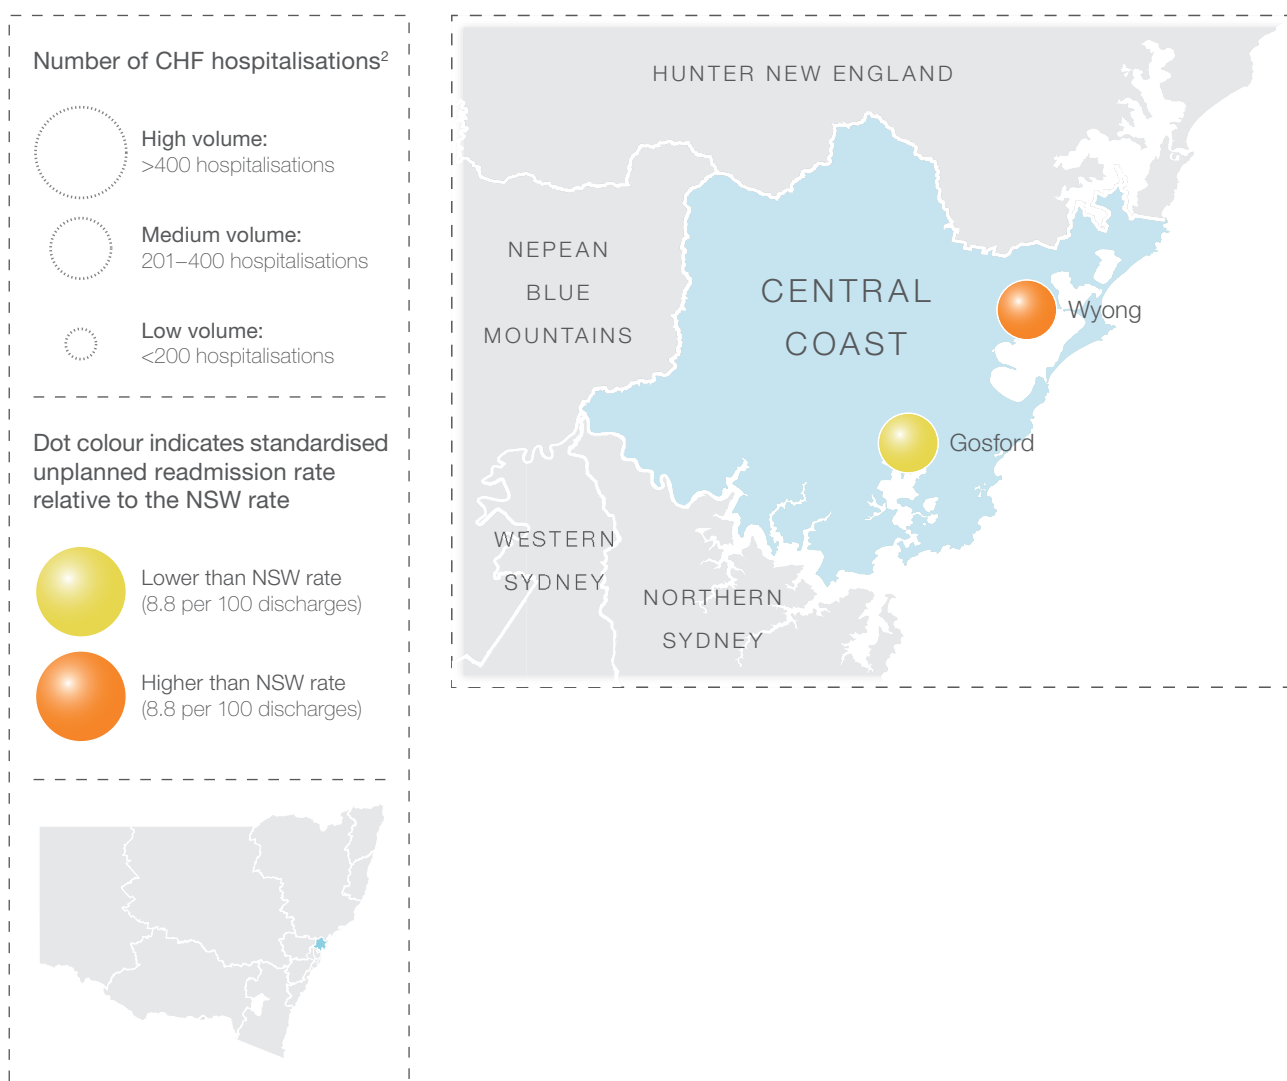 Number of CHF hospitalisations²
High volume:
>400 hospitalisations
Medium volume:
201–400 hospitalisations
Low volume:
<200 hospitalisations
Dot colour indicates standardised
unplanned readmission rate
relative to the NSW rate
Lower than NSW rate
(8.8 per 100 discharges)
Higher than NSW rate
(8.8 per 100 discharges)
HUNTER NEW ENGLAND
NEPEAN
BLUE
MOUNTAINS
CENTRAL
COAST
Wyong
Gosford
WESTERN
SYDNEY
NORTHERN
SYDNEY